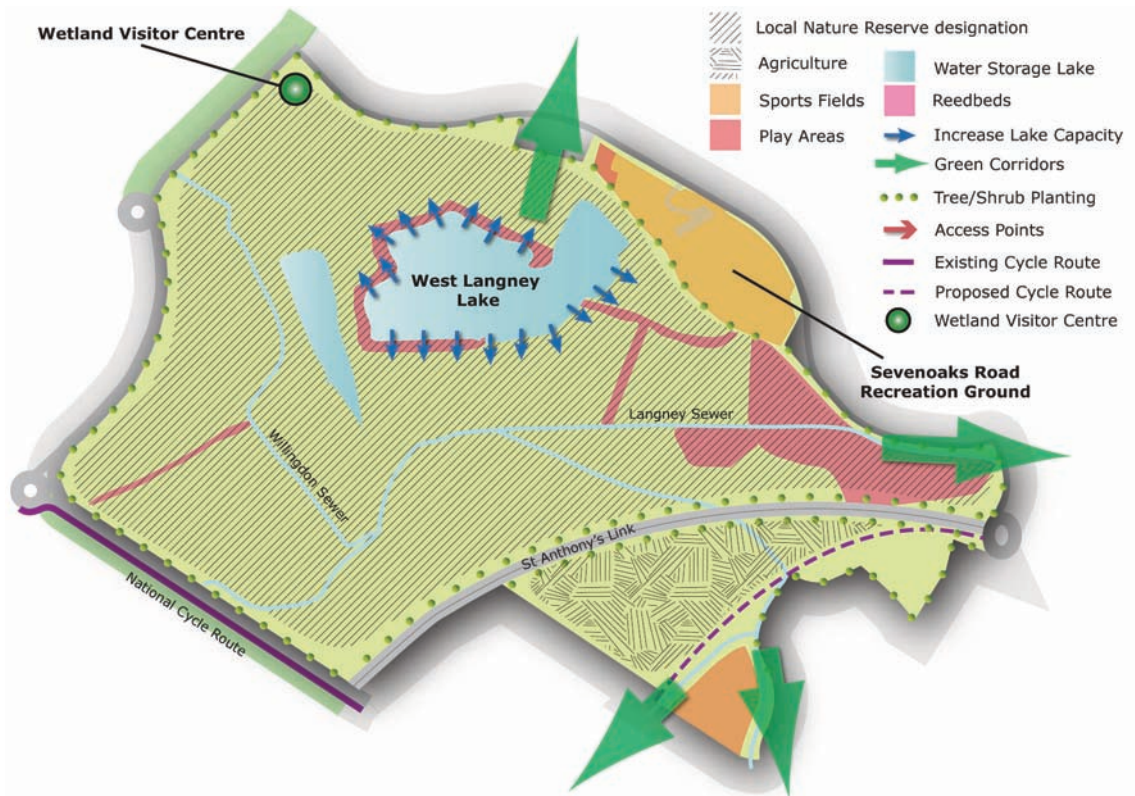 Wetland Visitor Centre
Local Nature Reserve designation
Agriculture
Sports Fields
Play Areas
Water Storage Lake
Reedbeds
Increase Lake Capacity
Green Corridors
Tree/Shrub Planting
Access Points
Existing Cycle Route
Proposed Cycle Route
Wetland Visitor Centre
West Langney
Lake
Sevenoaks Road
Recreation Ground
Langney Sewer
Willingdon Sewer
St Anthony's Link
National Cycle Route